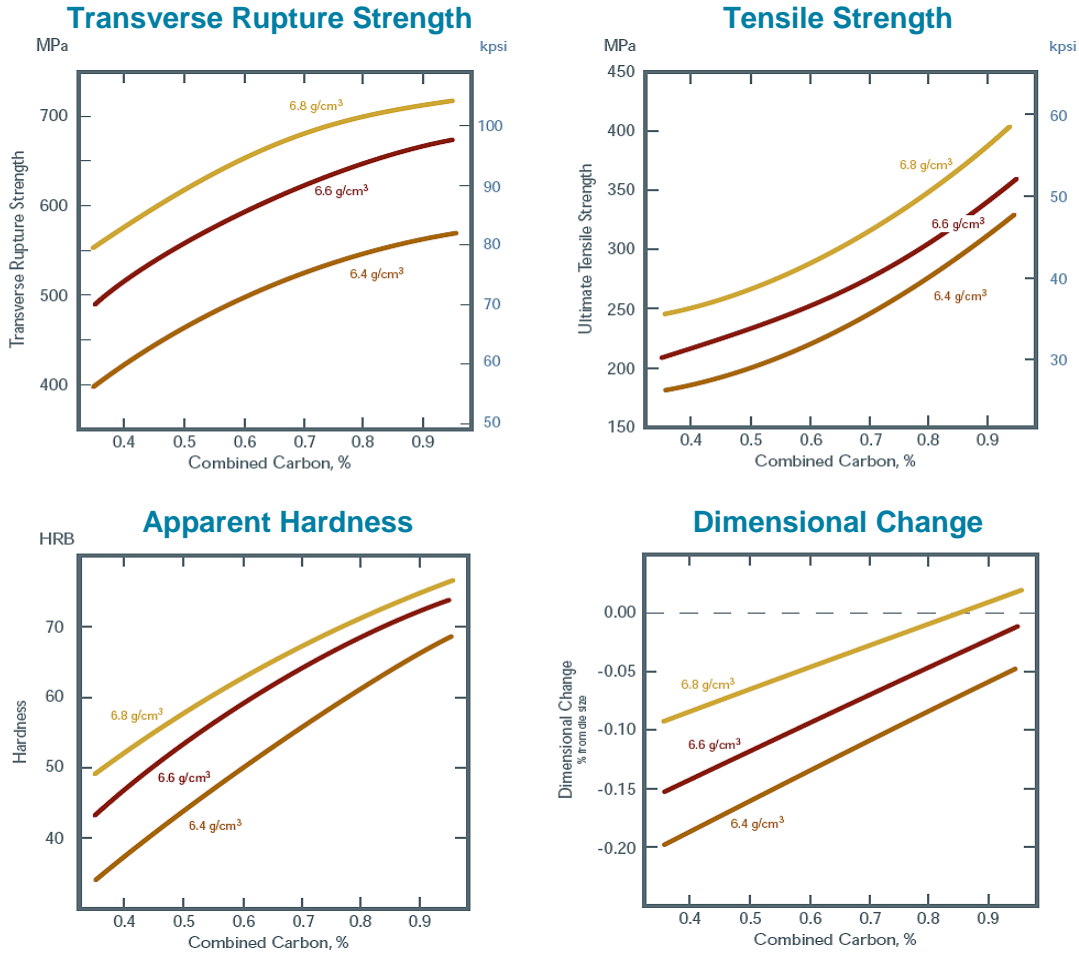 Transverse Rupture Strength
MPa
kpsi
Transverse Rupture Strength
700
600
500
400
100
90
80
70
60
50
6.8 g/cm³
6.6 g/cm³
6.4 g/cm³
0.4 0.5 0.6 0.7 0.8 0.9
Combined Carbon, %
Tensile Strength
MPa
kpsi
Ultimate Tensile Strength
450
400
350
300
250
200
150
60
50
40
30
6.8 g/cm³
6.6 g/cm³
6.4 g/cm³
0.4 0.5 0.6 0.7 0.8 0.9
Combined Carbon, %
Apparent Hardness
HRB
Hardness
70
60
50
40
6.8 g/cm³
6.6 g/cm³
6.4 g/cm³
0.4 0.5 0.6 0.7 0.8 0.9
Combined Carbon, %
Dimensional Change
Dimensional Change
% from die size
0.00
-0.05
-0.10
-0.15
-0.20
6.8 g/cm³
6.6 g/cm³
6.4 g/cm³
0.4 0.5 0.6 0.7 0.8 0.9
Combined Carbon, %